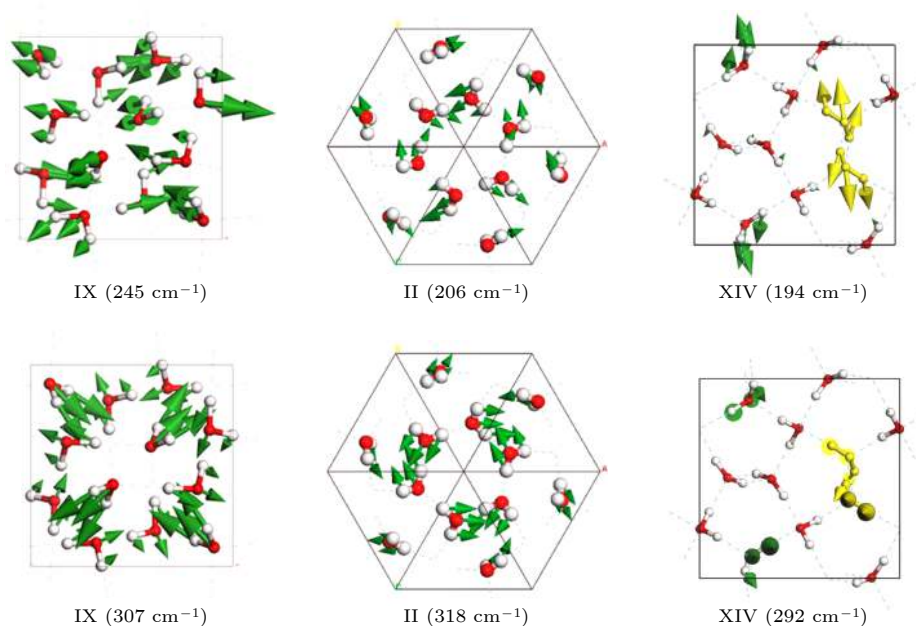 IX (245 cm⁻¹) II (206 cm⁻¹) XIV (194 cm⁻¹)
IX (307 cm⁻¹) II (318 cm⁻¹) XIV (292 cm⁻¹)